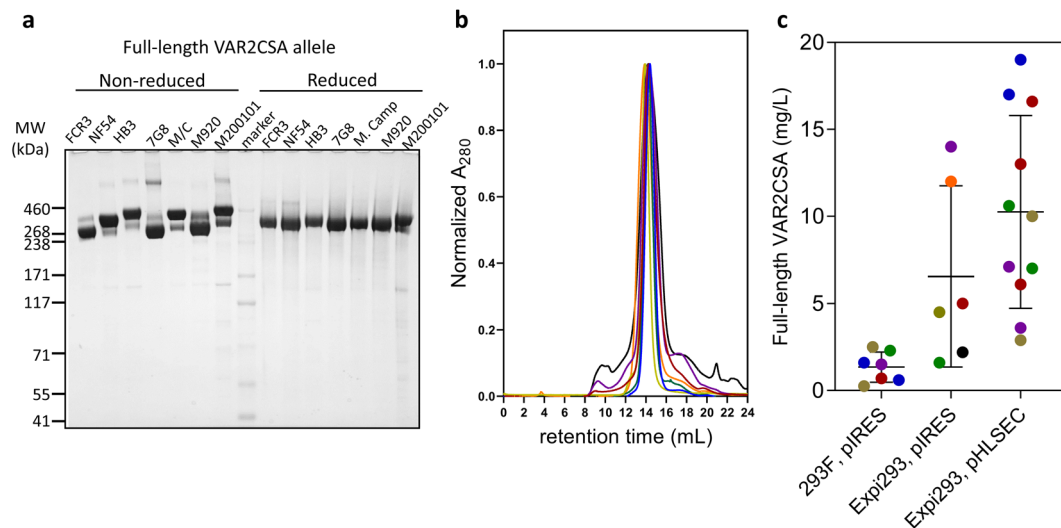 a
Full-length VAR2CSA allele
Non-reduced
Reduced
MW
(kDa)
FCR3
NF54
HB3
7G8
M/C
M920
M200101
marker
FCR3
NF54
HB3
7G8
M. Camp
M920
M200101
460
268
238
171
117
71
55
41
b
Normalized A280
1.0
0.8
0.6
0.4
0.2
0.0
0 2 4 6 8 10 12 14 16 18 20 22 24
retention time (mL)
c
Full-length VAR2CSA (mg/L)
20
15
10
5
0
293F, pIRES
Expi293, pIRES
Expi293, pHLSEC